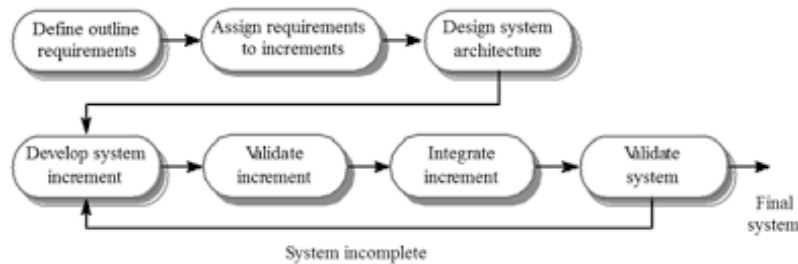 Define outline
requirements
Assign requirements
to increments
Design system
architecture
Develop system
increment
Validate
increment
Integrate
increment
Validate
system
Final
system
System incomplete